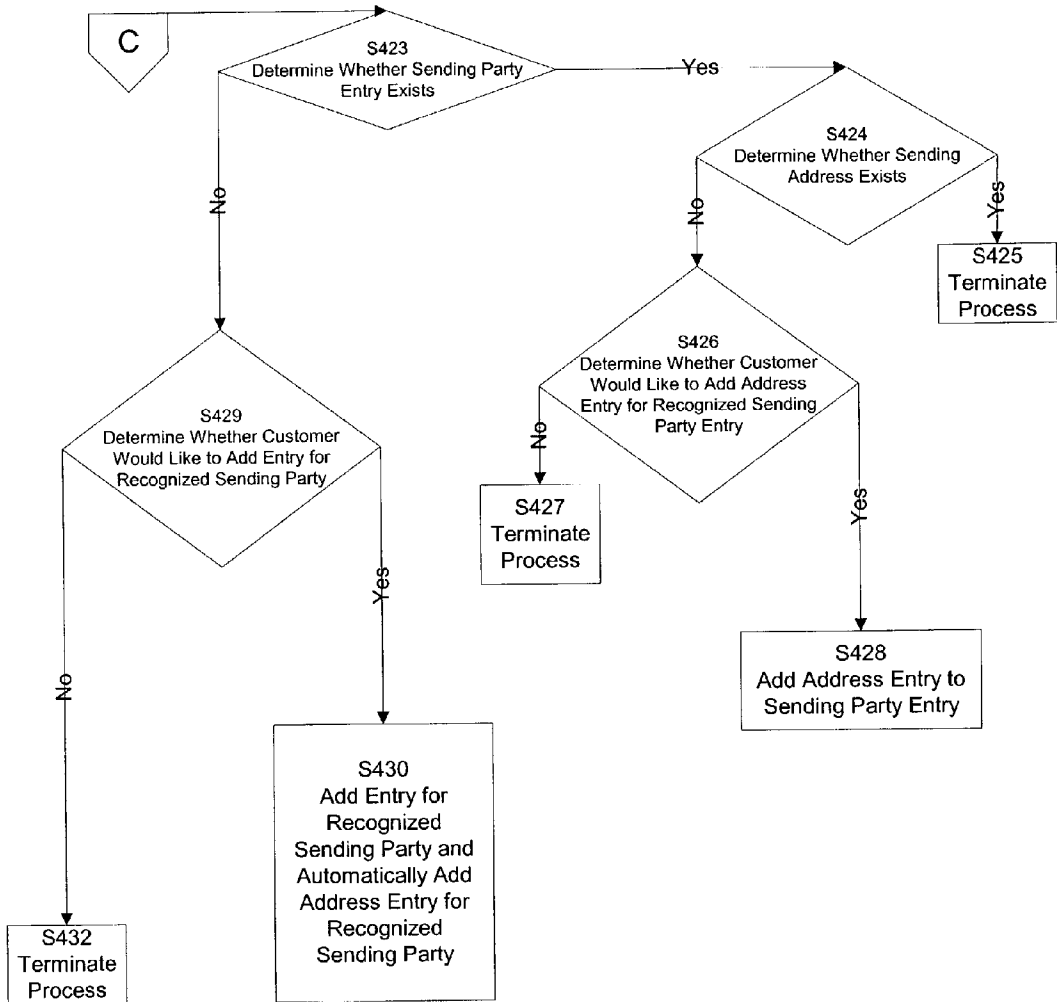 C
S423
Determine Whether Sending Party
Entry Exists
Yes
S424
Determine Whether Sending
Address Exists
No
No
Yes
S425
Terminate
Process
S426
Determine Whether Customer
Would Like to Add Address
Entry for Recognized Sending
Party Entry
S429
Determine Whether Customer
Would Like to Add Entry for
Recognized Sending Party
No
S427
Terminate
Process
Yes
Yes
S428
Add Address Entry to
Sending Party Entry
No
S430
Add Entry for
Recognized
Sending Party and
Automatically Add
Address Entry for
Recognized
Sending Party
S432
Terminate
Process